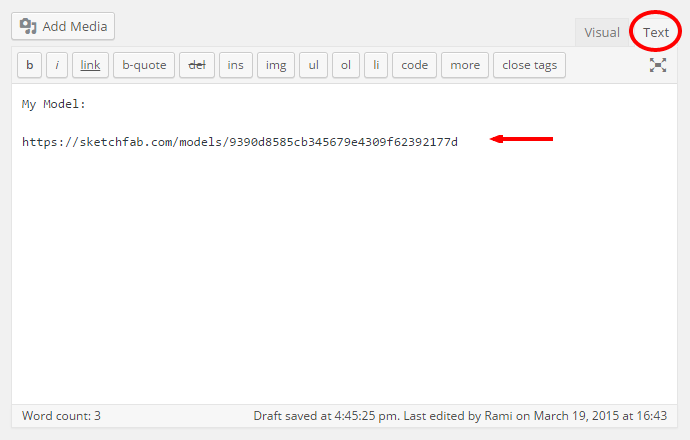 Add Media
Visual Text
b i link b-quote del ins img ul ol li code more close tags
My Model:
https://sketchfab.com/models/9390d8585cb345679e4309f62392177d
Word count: 3 Draft saved at 4:45:25 pm. Last edited by Rami on March 19, 2015 at 16:43